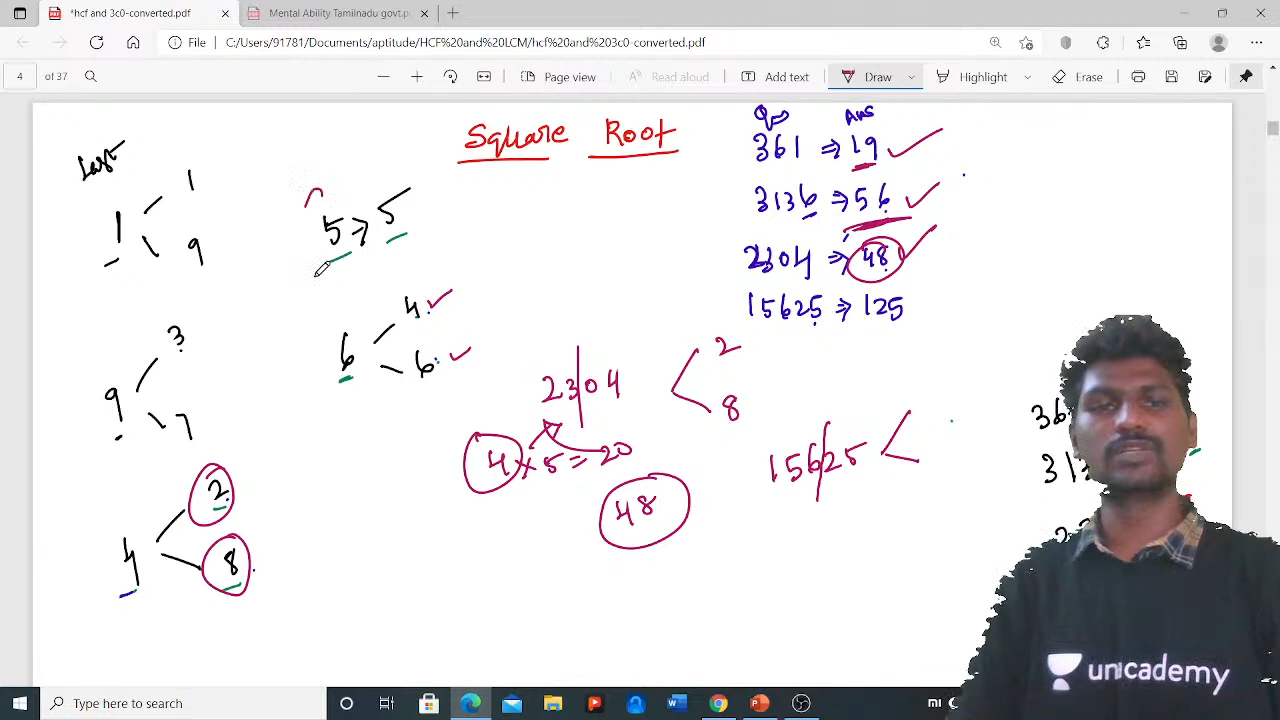 *hcf and 3c0-converted.pdf
Mental Ability Tamilnadu govt.p
File
C:/Users/91781/Documents/aptitude/HCF%20and%20LCM/hcf%20and%203c0-converted.pdf
4 of 37
Page view
Read aloud
Add text
Draw
Highlight
Erase
Square Root
Last
1
1
9
9
3
7
4
2
8
5 => 5
6
4
6
Qus Ans
361 => 19
3136 => 56
2304 => 48
15625 => 125
2304
2
8
4 x 5 = 20
48
15625
36
31
unacademy
Type here to search